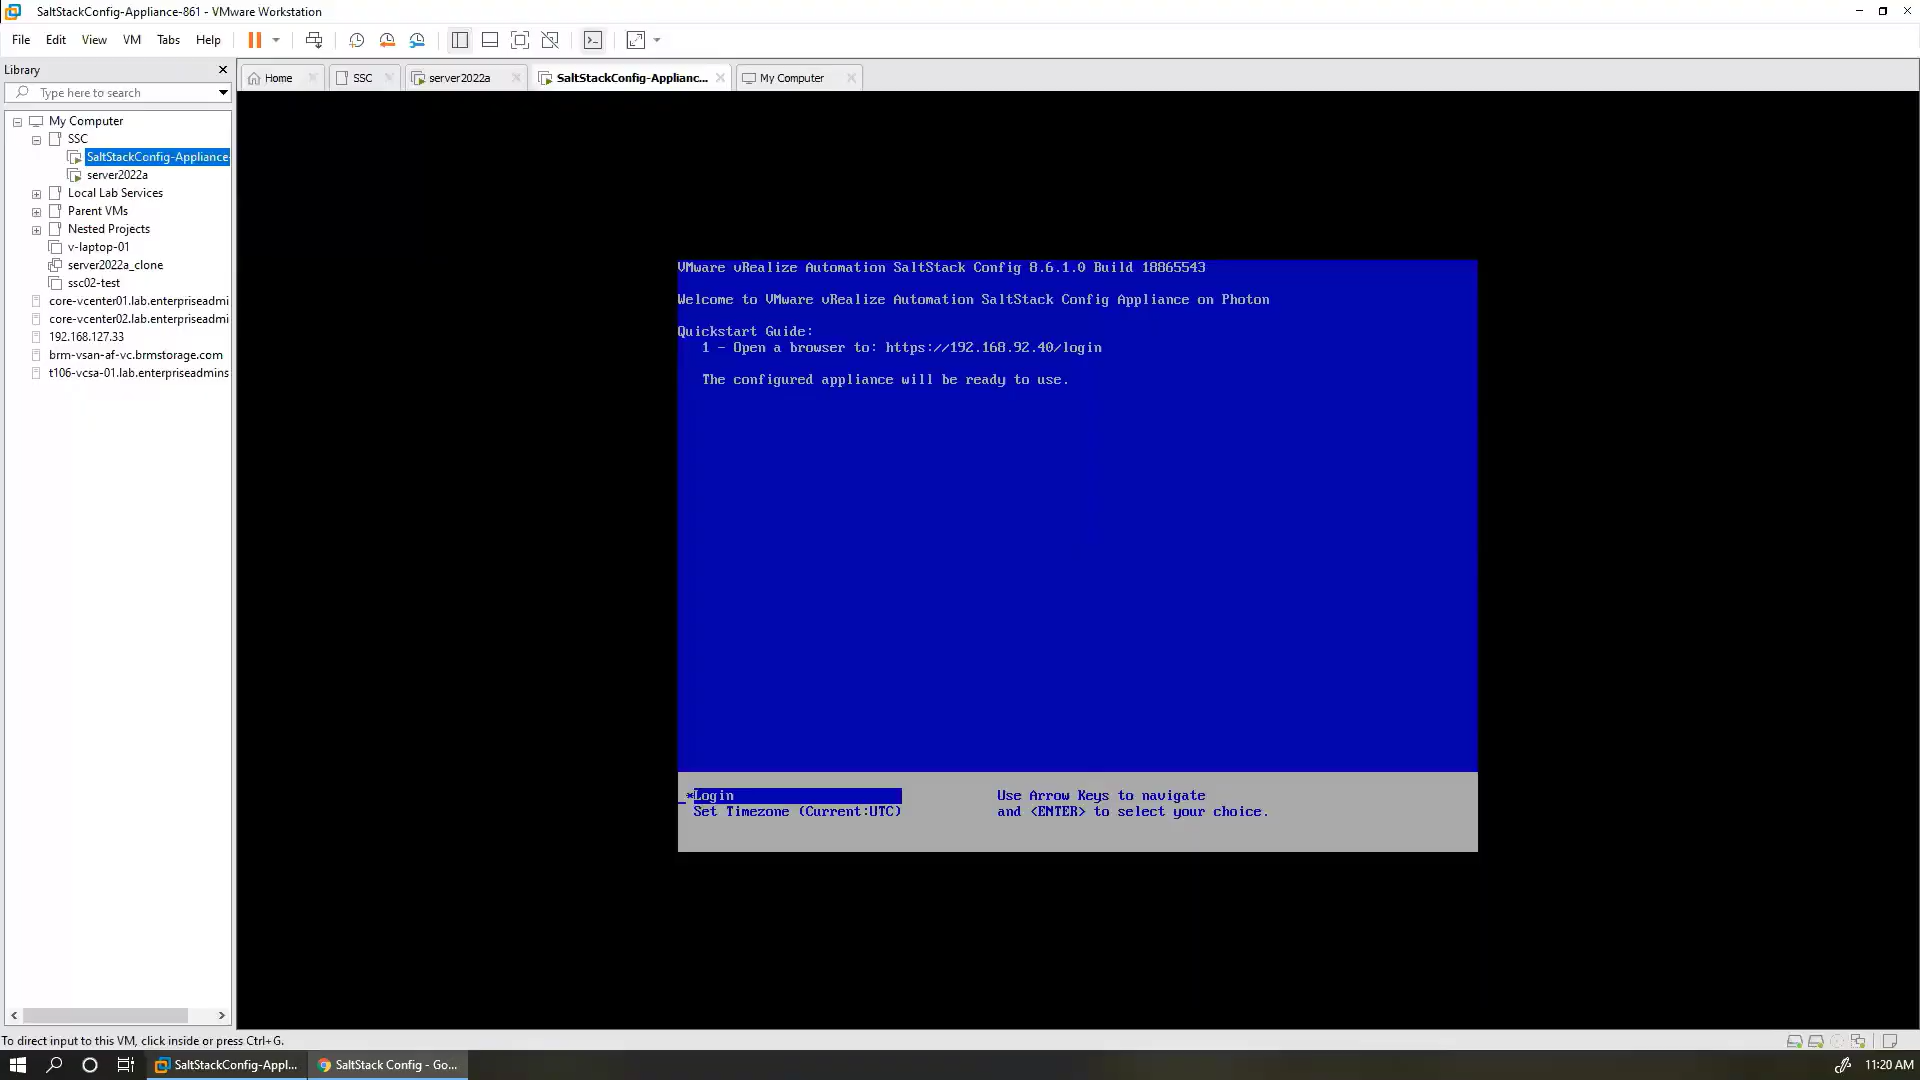 SaltStackConfig-Appliance-861 - VMware Workstation
File Edit View VM Tabs Help
Library
Type here to search
Home
SSC
server2022a
SaltStackConfig-Applianc...
My Computer
My Computer
SSC
SaltStackConfig-Appliance-
server2022a
Local Lab Services
Parent VMs
Nested Projects
v-laptop-01
server2022a_clone
ssc02-test
core-vcenter01.lab.enterpriseadmi
core-vcenter02.lab.enterpriseadmi
192.168.127.33
brm-vsan-af-vc.brmstorage.com
t106-vcsa-01.lab.enterpriseadmins
VMware vRealize Automation SaltStack Config 8.6.1.0 Build 18865543
Welcome to VMware vRealize Automation SaltStack Config Appliance on Photon
Quickstart Guide:
1 - Open a browser to: https://192.168.92.40/login
The configured appliance will be ready to use.
*Login
Set Timezone (Current:UTC)
Use Arrow Keys to navigate
and <ENTER> to select your choice.
To direct input to this VM, click inside or press Ctrl+G.
SaltStackConfig-Appl...
SaltStack Config - Go...
11:20 AM